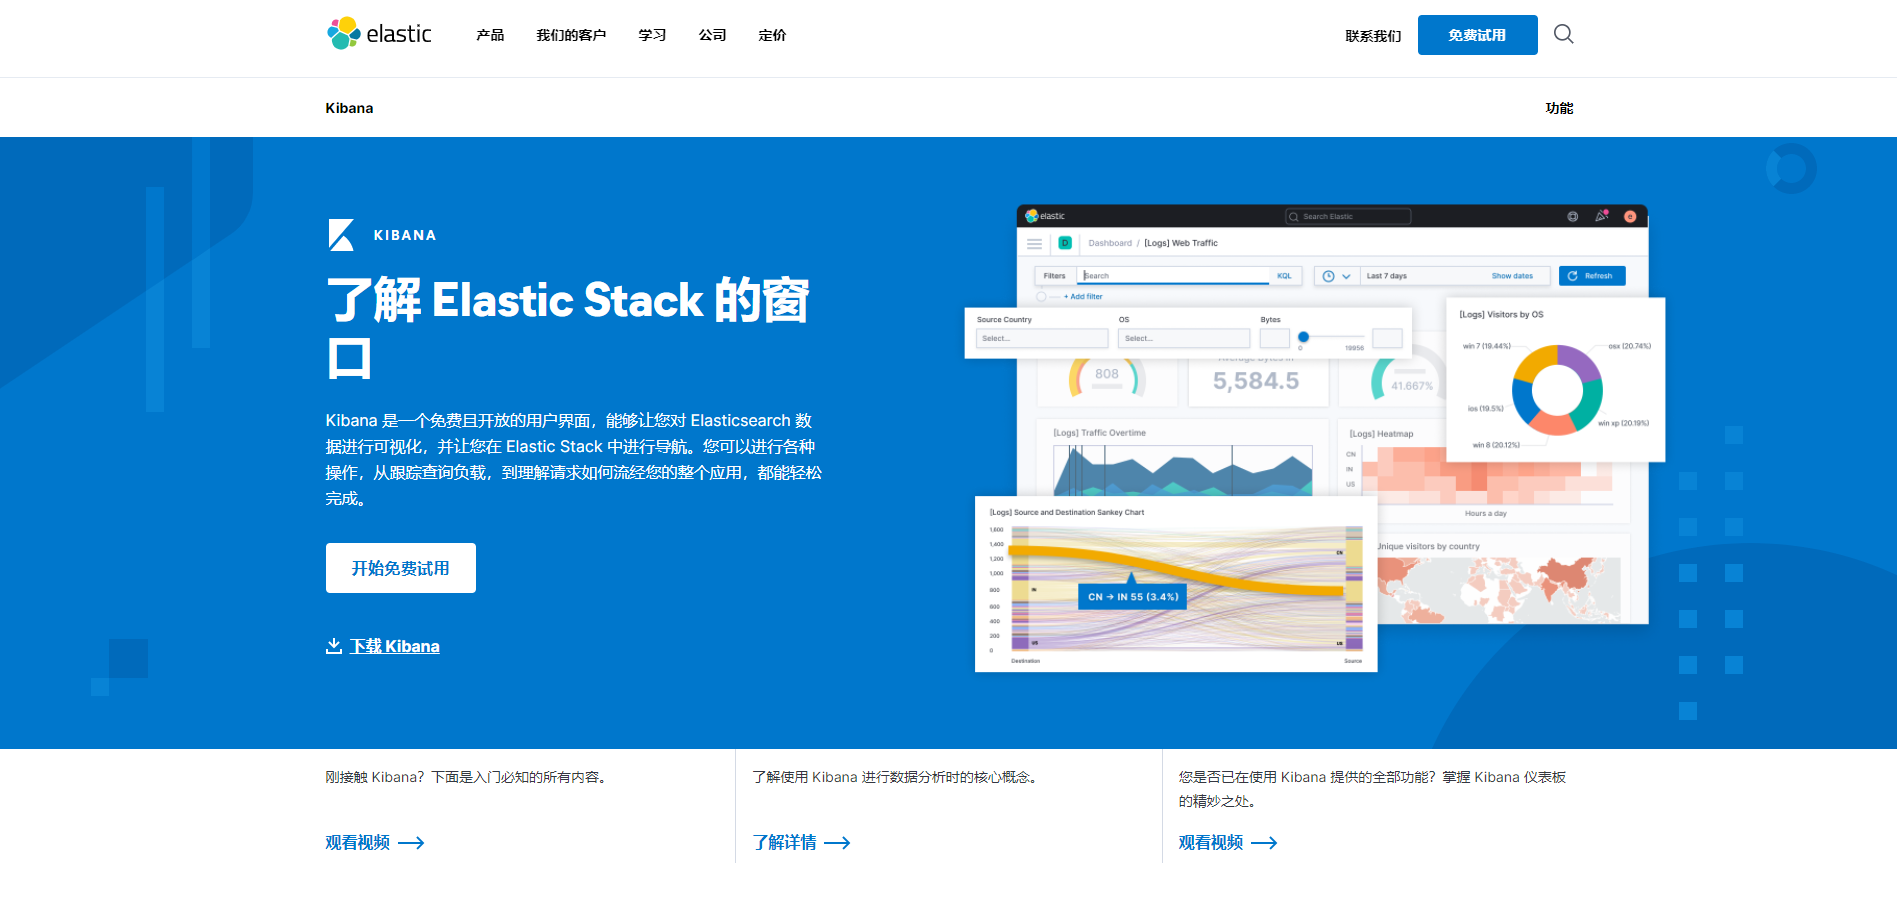 elastic
产品
我们的客户
学习
公司
定价
联系我们
免费试用
Kibana
功能
KIBANA
了解 Elastic Stack 的窗
口
Kibana 是一个免费且开放的用户界面，能够让您对 Elasticsearch 数
据进行可视化，并让您在 Elastic Stack 中进行导航。您可以进行各种
操作，从跟踪查询负载，到理解请求如何流经您的整个应用，都能轻松
完成。
开始免费试用
下载 Kibana
elastic
Search Elastic
e
D
Dashboard / [Logs] Web Traffic
Filters
Search
KQL
Last 7 days
Show dates
Refresh
+ Add filter
Source Country
OS
Bytes
Select...
Select...
0
19956
808
Average Bytes in
5,584.5
41.667%
[Logs] Visitors by OS
win 7 (19.44%)
osx (20.74%)
ios (19.5%)
win xp (20.19%)
win 8 (20.12%)
[Logs] Traffic Overtime
[Logs] Heatmap
CN
IN
US
Hours a day
[Logs] Source and Destination Sankey Chart
1,600
1,400
1,200
1,000
800
600
400
200
0
CN
IN
US
US
CN → IN 55 (3.4%)
Destination
Source
Unique visitors by country
刚接触 Kibana？下面是入门必知的所有内容。
观看视频
了解使用 Kibana 进行数据分析时的核心概念。
了解详情
您是否已在使用 Kibana 提供的全部功能？掌握 Kibana 仪表板
的精妙之处。
观看视频